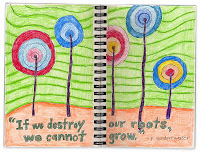 "If we destroy our roots,
we cannot grow."